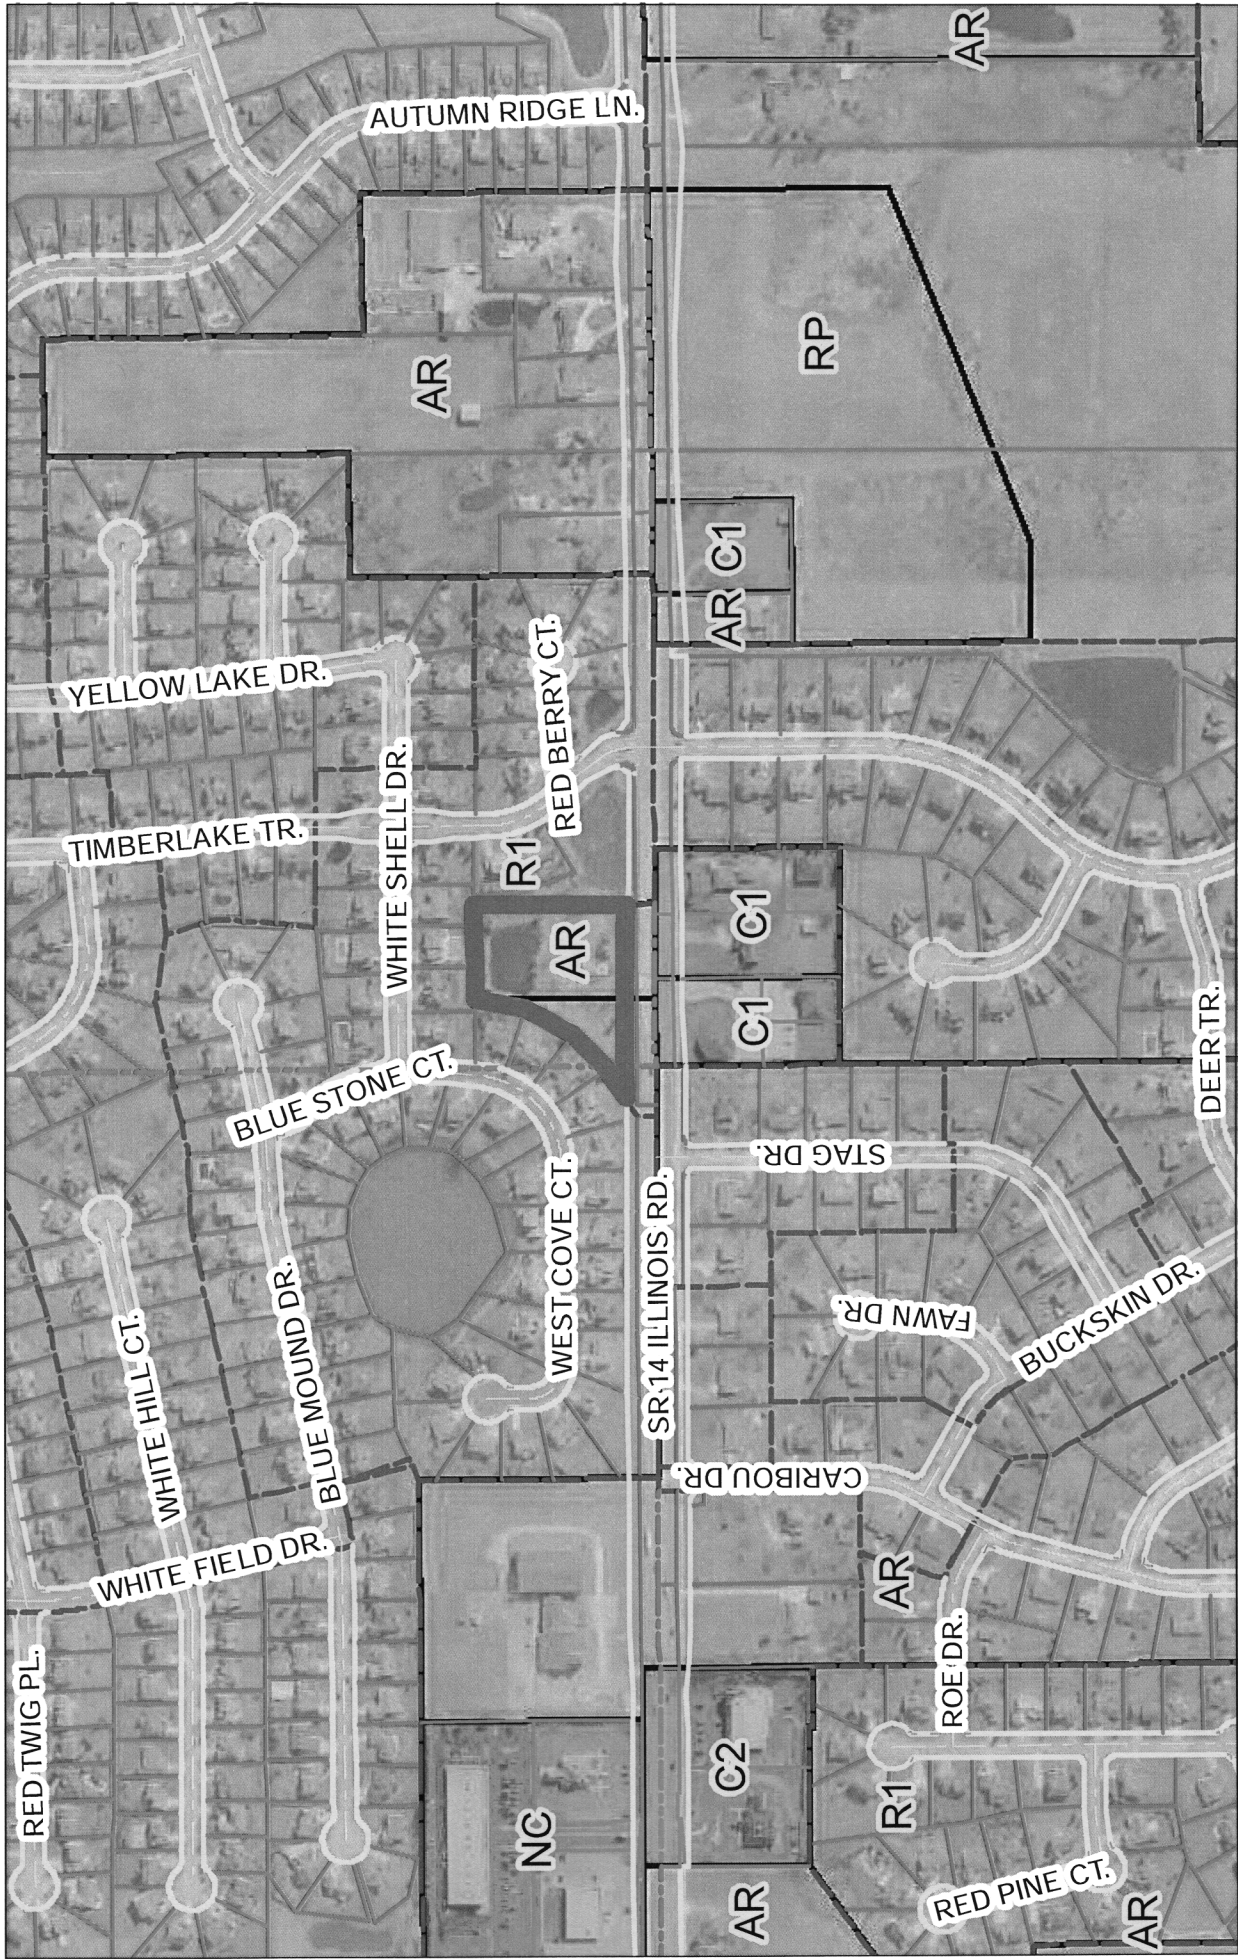 AUTUMN RIDGE LN.
AR
AR
RP
C1
AR
YELLOW LAKE DR.
RED BERRY CT.
WHITE SHELL DR.
TIMBERLAKE TR.
R1
AR
C1
C1
BLUE STONE CT.
DEER TR.
STAG DR.
WEST COVE CT.
SR 14 ILLINOIS RD.
FAWN DR.
BUCKSKIN DR.
WHITE HILL CT.
BLUE MOUND DR.
CARIBOU DR.
WHITE FIELD DR.
AR
ROE DR.
RED TWIG PL.
C2
R1
NC
RED PINE CT.
AR
AR